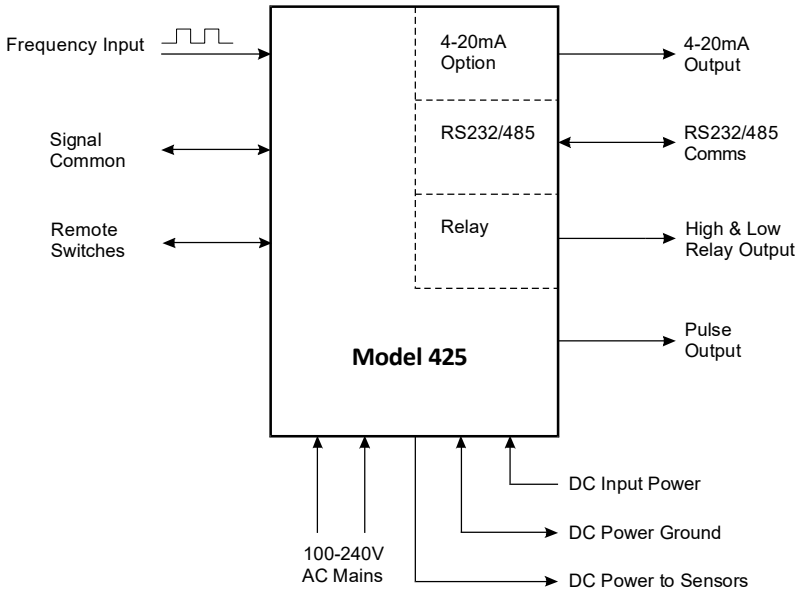 Frequency Input
Signal
Common
Remote
Switches
4-20mA
Option
RS232/485
Relay
Model 425
4-20mA
Output
RS232/485
Comms
High & Low
Relay Output
Pulse
Output
100-240V
AC Mains
DC Input Power
DC Power Ground
DC Power to Sensors